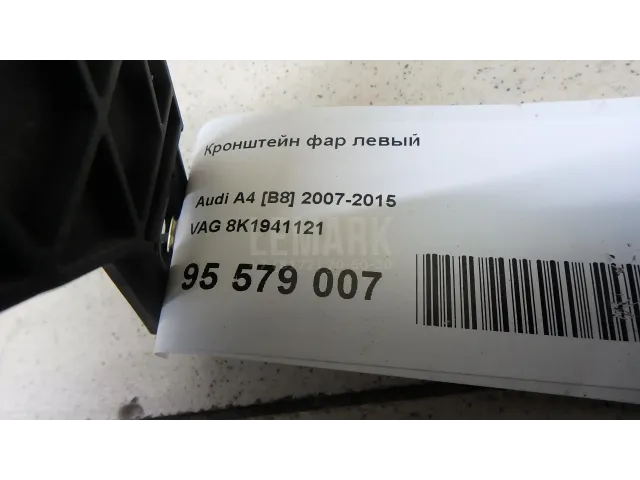 Кронштейн фар левый
Audi A4 [B8] 2007-2015
VAG 8K1941121
LEMARK
95 579 007